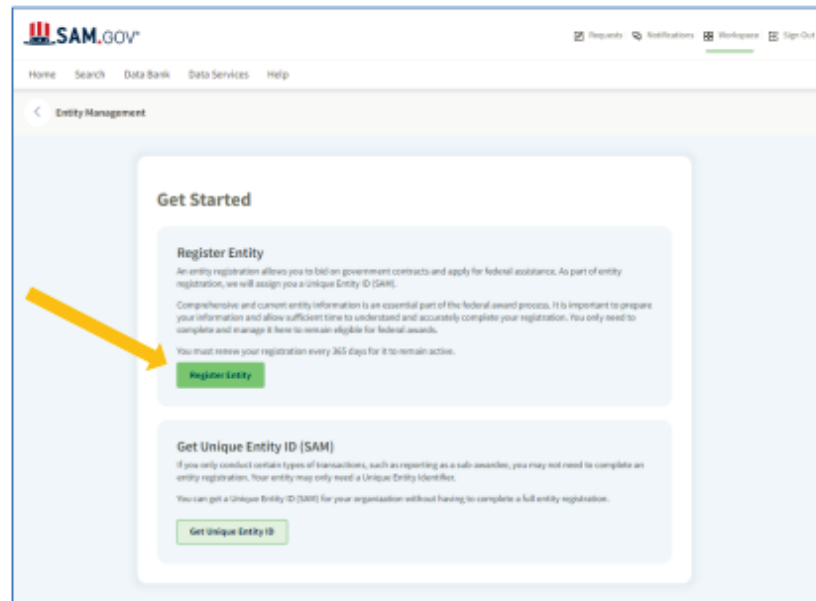 SAM.GOV®
Requests Notifications Workspace Sign Out
Home Search Data Bank Data Services Help
Entity Management
Get Started
Register Entity
An entity registration allows you to bid on government contracts and apply for federal assistance. As part of entity
registration, we will assign you a Unique Entity ID (SAM).
Comprehensive and current entity information is an essential part of the federal award process. It is important to prepare
your information and allow sufficient time to understand and accurately complete your registration. You only need to
complete and manage it here to remain eligible for federal awards.
You must renew your registration every 365 days for it to remain active.
Register Entity
Get Unique Entity ID (SAM)
If you only conduct certain types of transactions, such as reporting as a sub-awardee, you may not need to complete an
entity registration. Your entity may only need a Unique Entity Identifier.
You can get a Unique Entity ID (SAM) for your organization without having to complete a full entity registration.
Get Unique Entity ID